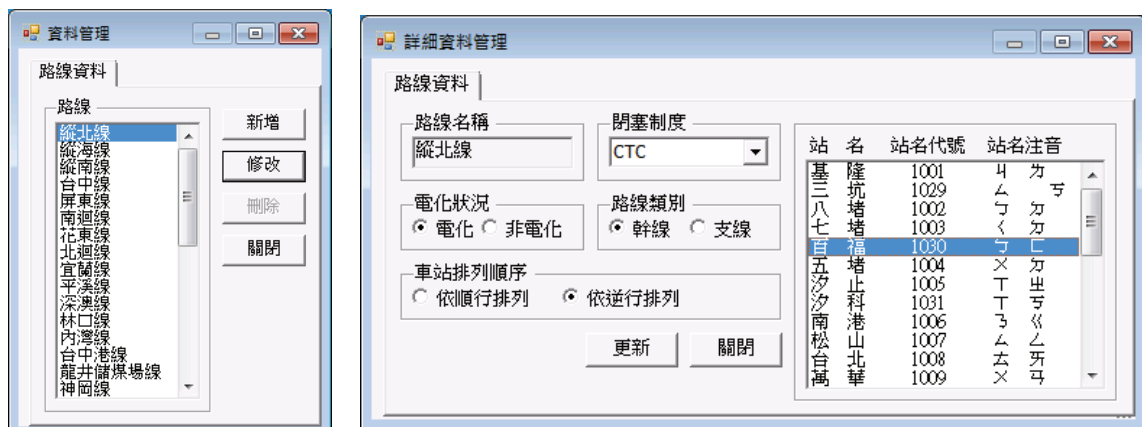 資料管理
路線資料
路線
縱北線
縱海線
縱南線
台中線
屏東線
南迴線
花東線
北迴線
宜蘭線
平溪線
深澳線
林口線
內灣線
台中港線
龍井儲煤場線
神岡線
新增
修改
刪除
關閉
詳細資料管理
路線資料
路線名稱
縱北線
閉塞制度
CTC
電化狀況
電化 非電化
路線類別
幹線 支線
車站排列順序
依順行排列 依逆行排列
更新 關閉
站 名 站名代號 站名注音
基 隆 1001 ㄐ ㄌ
三 坑 1029 ㄙ ㄎ
八 堵 1002 ㄅ ㄉ
七 堵 1003 ㄑ ㄉ
百 福 1030 ㄅ ㄈ
五 堵 1004 ㄨ ㄉ
汐 止 1005 ㄒ ㄓ
汐 科 1031 ㄒ ㄎ
南 港 1006 ㄋ ㄍ
松 山 1007 ㄙ ㄥ
台 北 1008 ㄊ ㄞ
萬 華 1009 ㄨ ㄢ